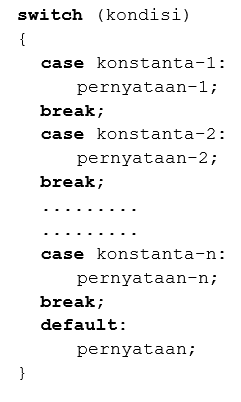 switch (kondisi)
{
case konstanta-1:
pernyataan-1;
break;
case konstanta-2:
pernyataan-2;
break;
.........
.........
case konstanta-n:
pernyataan-n;
break;
default:
pernyataan;
}